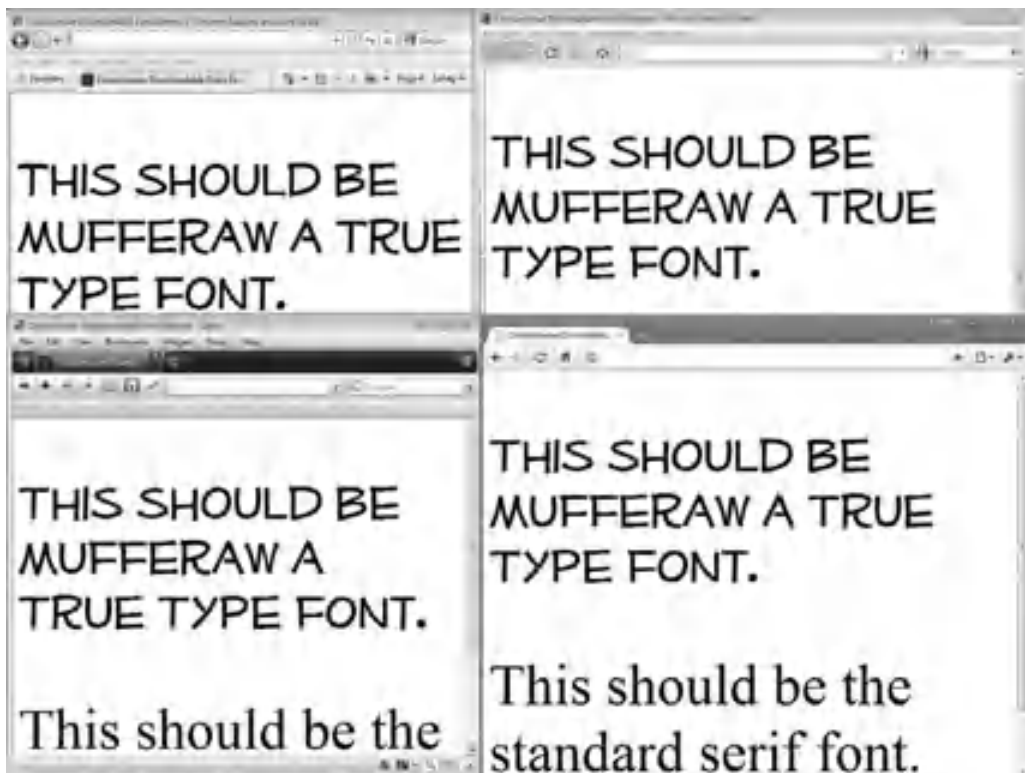 THIS SHOULD BE
MUFFERAW A TRUE
TYPE FONT.
THIS SHOULD BE
MUFFERAW A TRUE
TYPE FONT.
THIS SHOULD BE
MUFFERAW A
TRUE TYPE FONT.
This should be the
THIS SHOULD BE
MUFFERAW A TRUE
TYPE FONT.
This should be the
standard serif font.